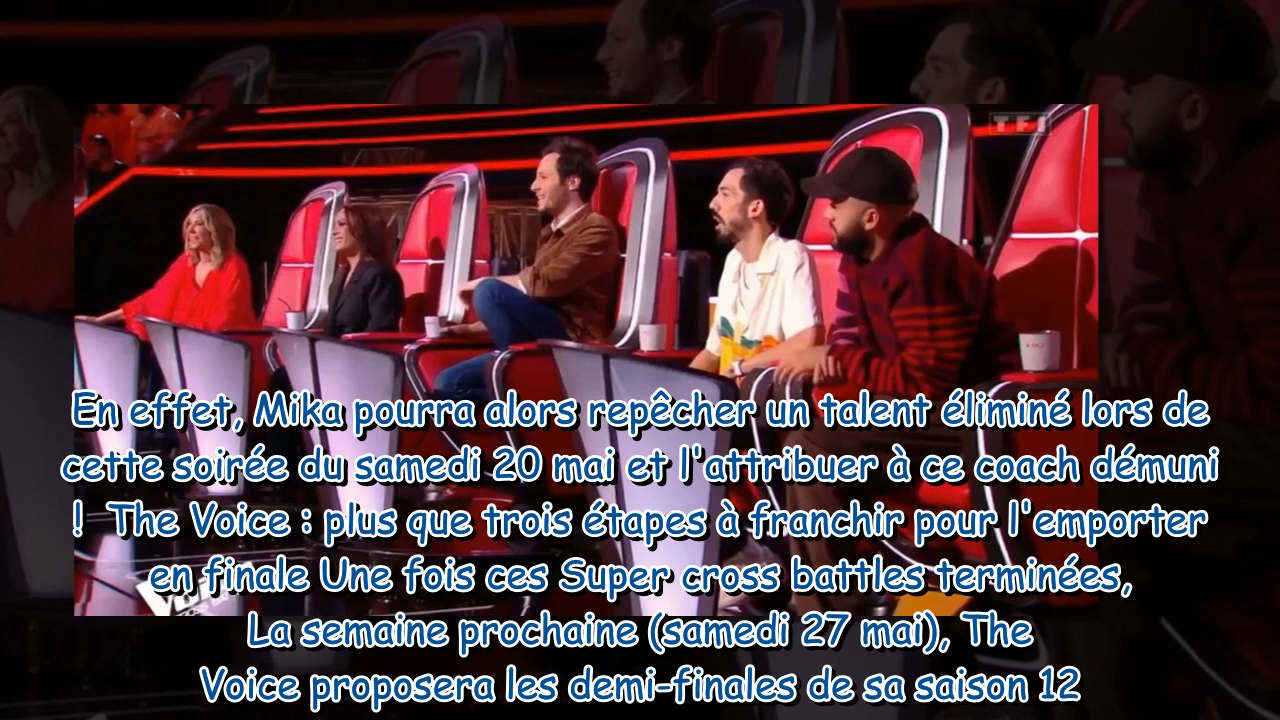 TF1
En effet, Mika pourra alors repêcher un talent éliminé lors de
cette soirée du samedi 20 mai et l'attribuer à ce coach démuni
! The Voice : plus que trois étapes à franchir pour l'emporter
en finale Une fois ces Super cross battles terminées,
La semaine prochaine (samedi 27 mai), The
Voice proposera les demi-finales de sa saison 12